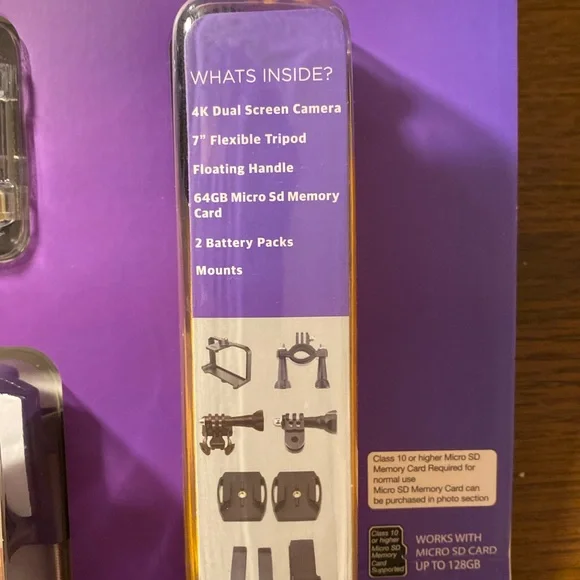 WHATS INSIDE?
4K Dual Screen Camera
7" Flexible Tripod
Floating Handle
64GB Micro Sd Memory
Card
2 Battery Packs
Mounts
Class 10 or higher Micro SD
Memory Card Required for
normal use
Micro SD Memory Card can
be purchased in photo section
Class 10
or higher
Micro SD
Memory
Card
Supported
WORKS WITH
MICRO SD CARD
UP TO 128GB